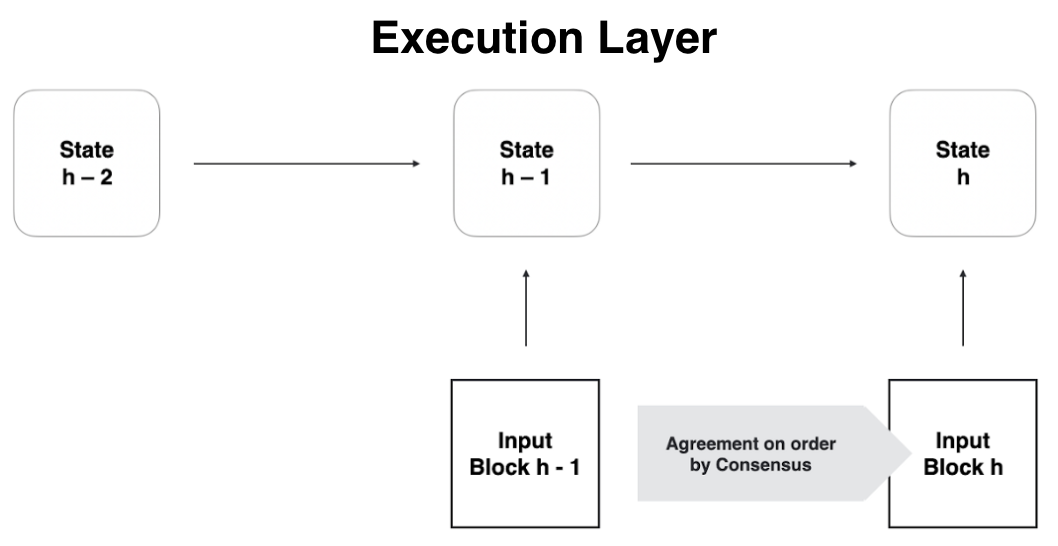 Execution Layer
State
h – 2
State
h – 1
State
h
Input
Block h - 1
Agreement on order
by Consensus
Input
Block h